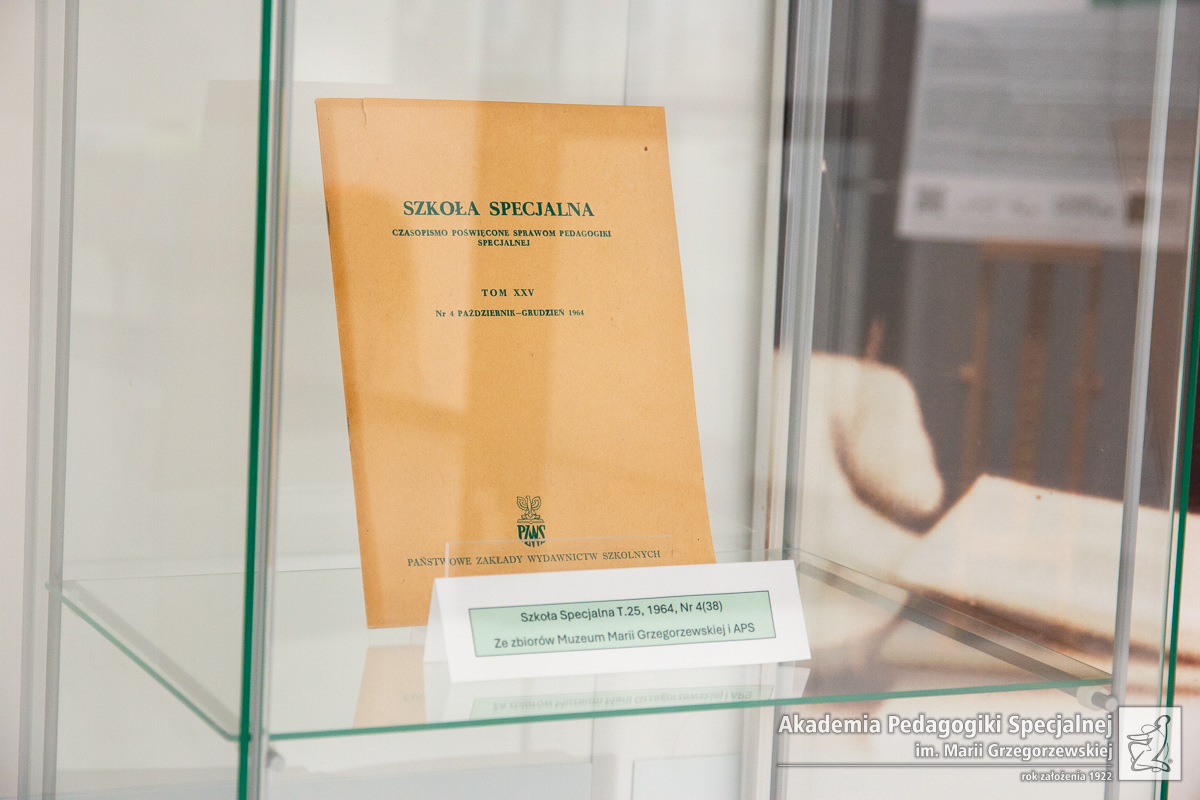 SZKOŁA SPECJALNA
CZASOPISMO POŚWIĘCONE SPRAWOM PEDAGOGIKI
SPECJALNEJ
TOM XXV
Nr 4 PAŹDZIERNIK—GRUDZIEŃ 1964
PZWS
PAŃSTWOWE ZAKŁADY WYDAWNICTW SZKOLNYCH
Szkoła Specjalna T.25, 1964, Nr 4(38)
Ze zbiorów Muzeum Marii Grzegorzewskiej i APS
Akademia Pedagogiki Specjalnej
im. Marii Grzegorzewskiej
rok założenia 1922